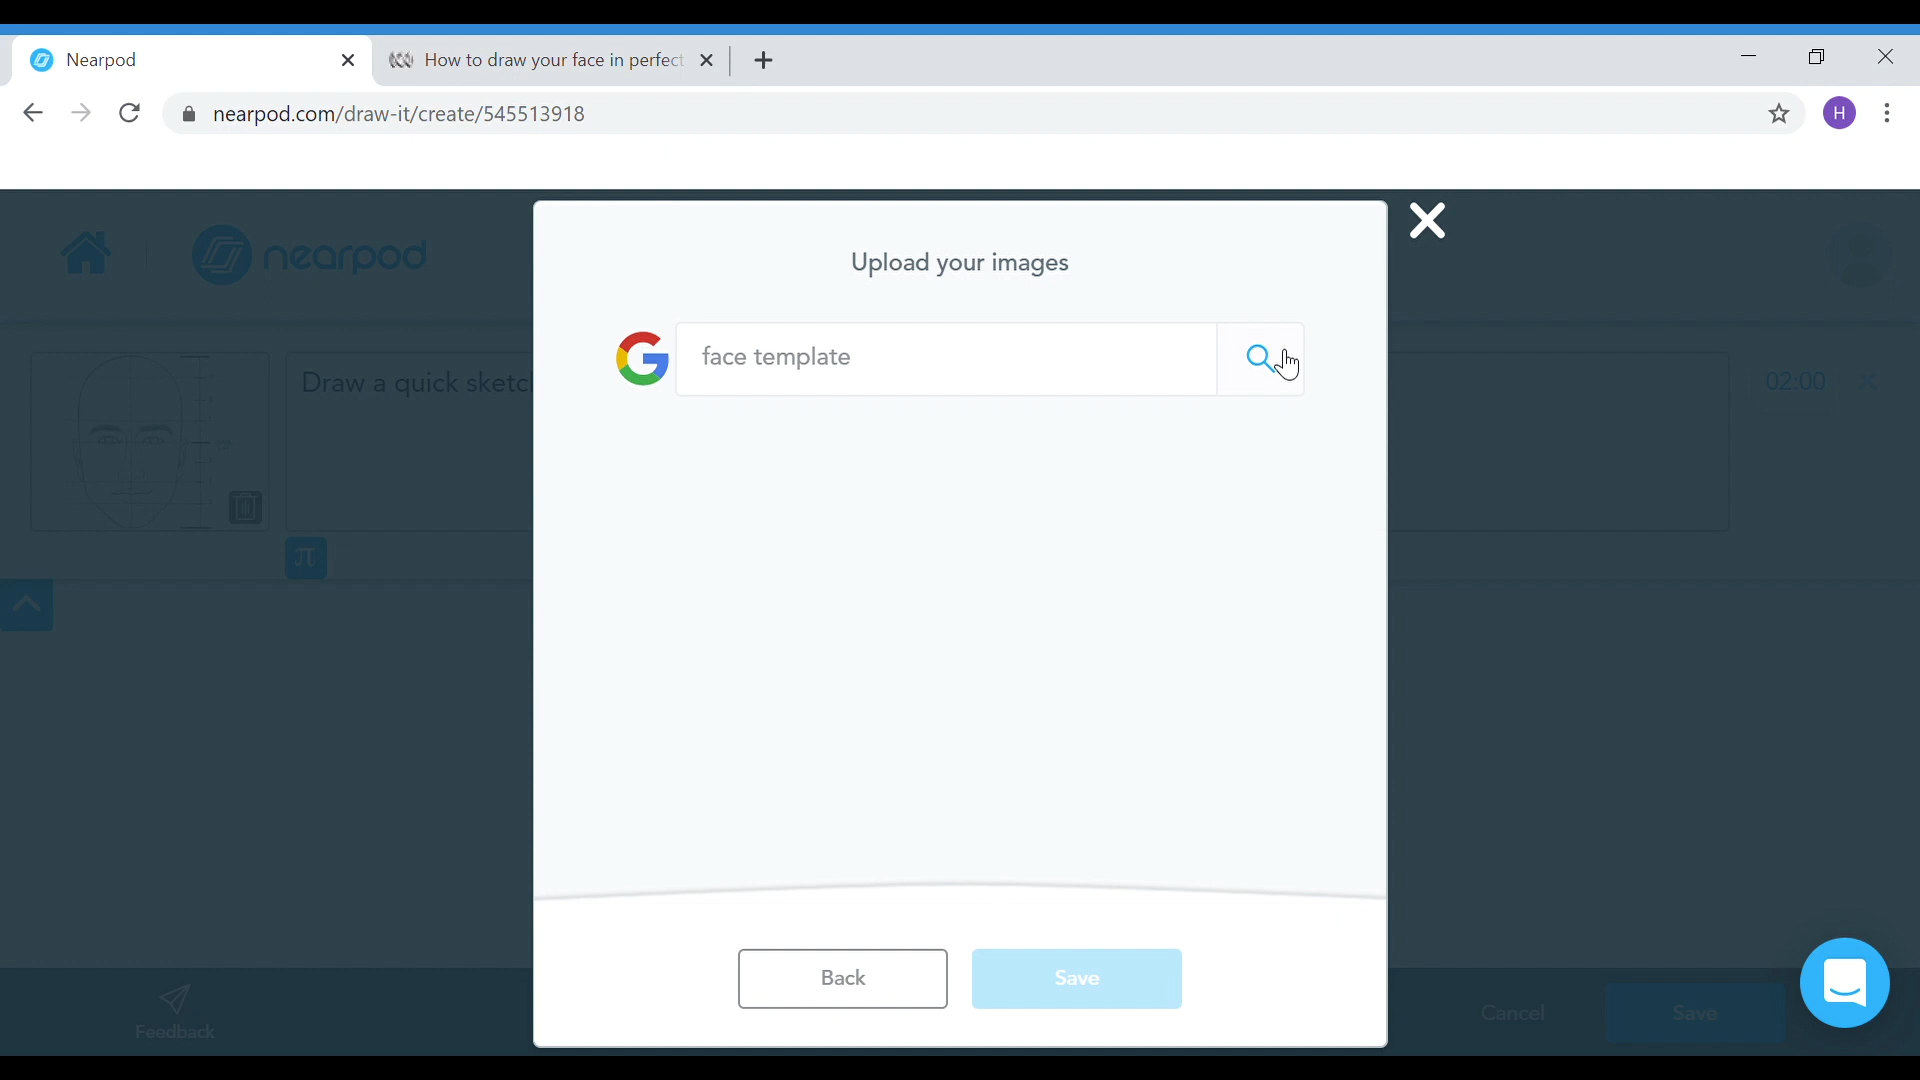 Nearpod
How to draw your face in perfect
nearpod.com/draw-it/create/545513918
H
nearpod
Upload your images
face template
Draw a quick sketc
02:00
π
Back
Save
Feedback
Cancel
Save